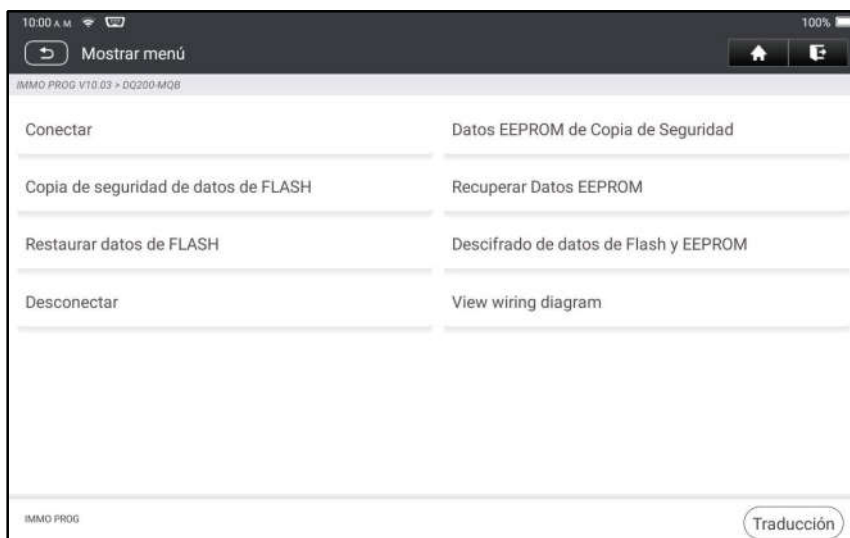 10:00 A M
100%
Mostrar menú
IMMO PROG V10.03 > DQ200-MQB
Conectar
Datos EEPROM de Copia de Seguridad
Copia de seguridad de datos de FLASH
Recuperar Datos EEPROM
Restaurar datos de FLASH
Descifrado de datos de Flash y EEPROM
Desconectar
View wiring diagram
IMMO PROG
Traducción